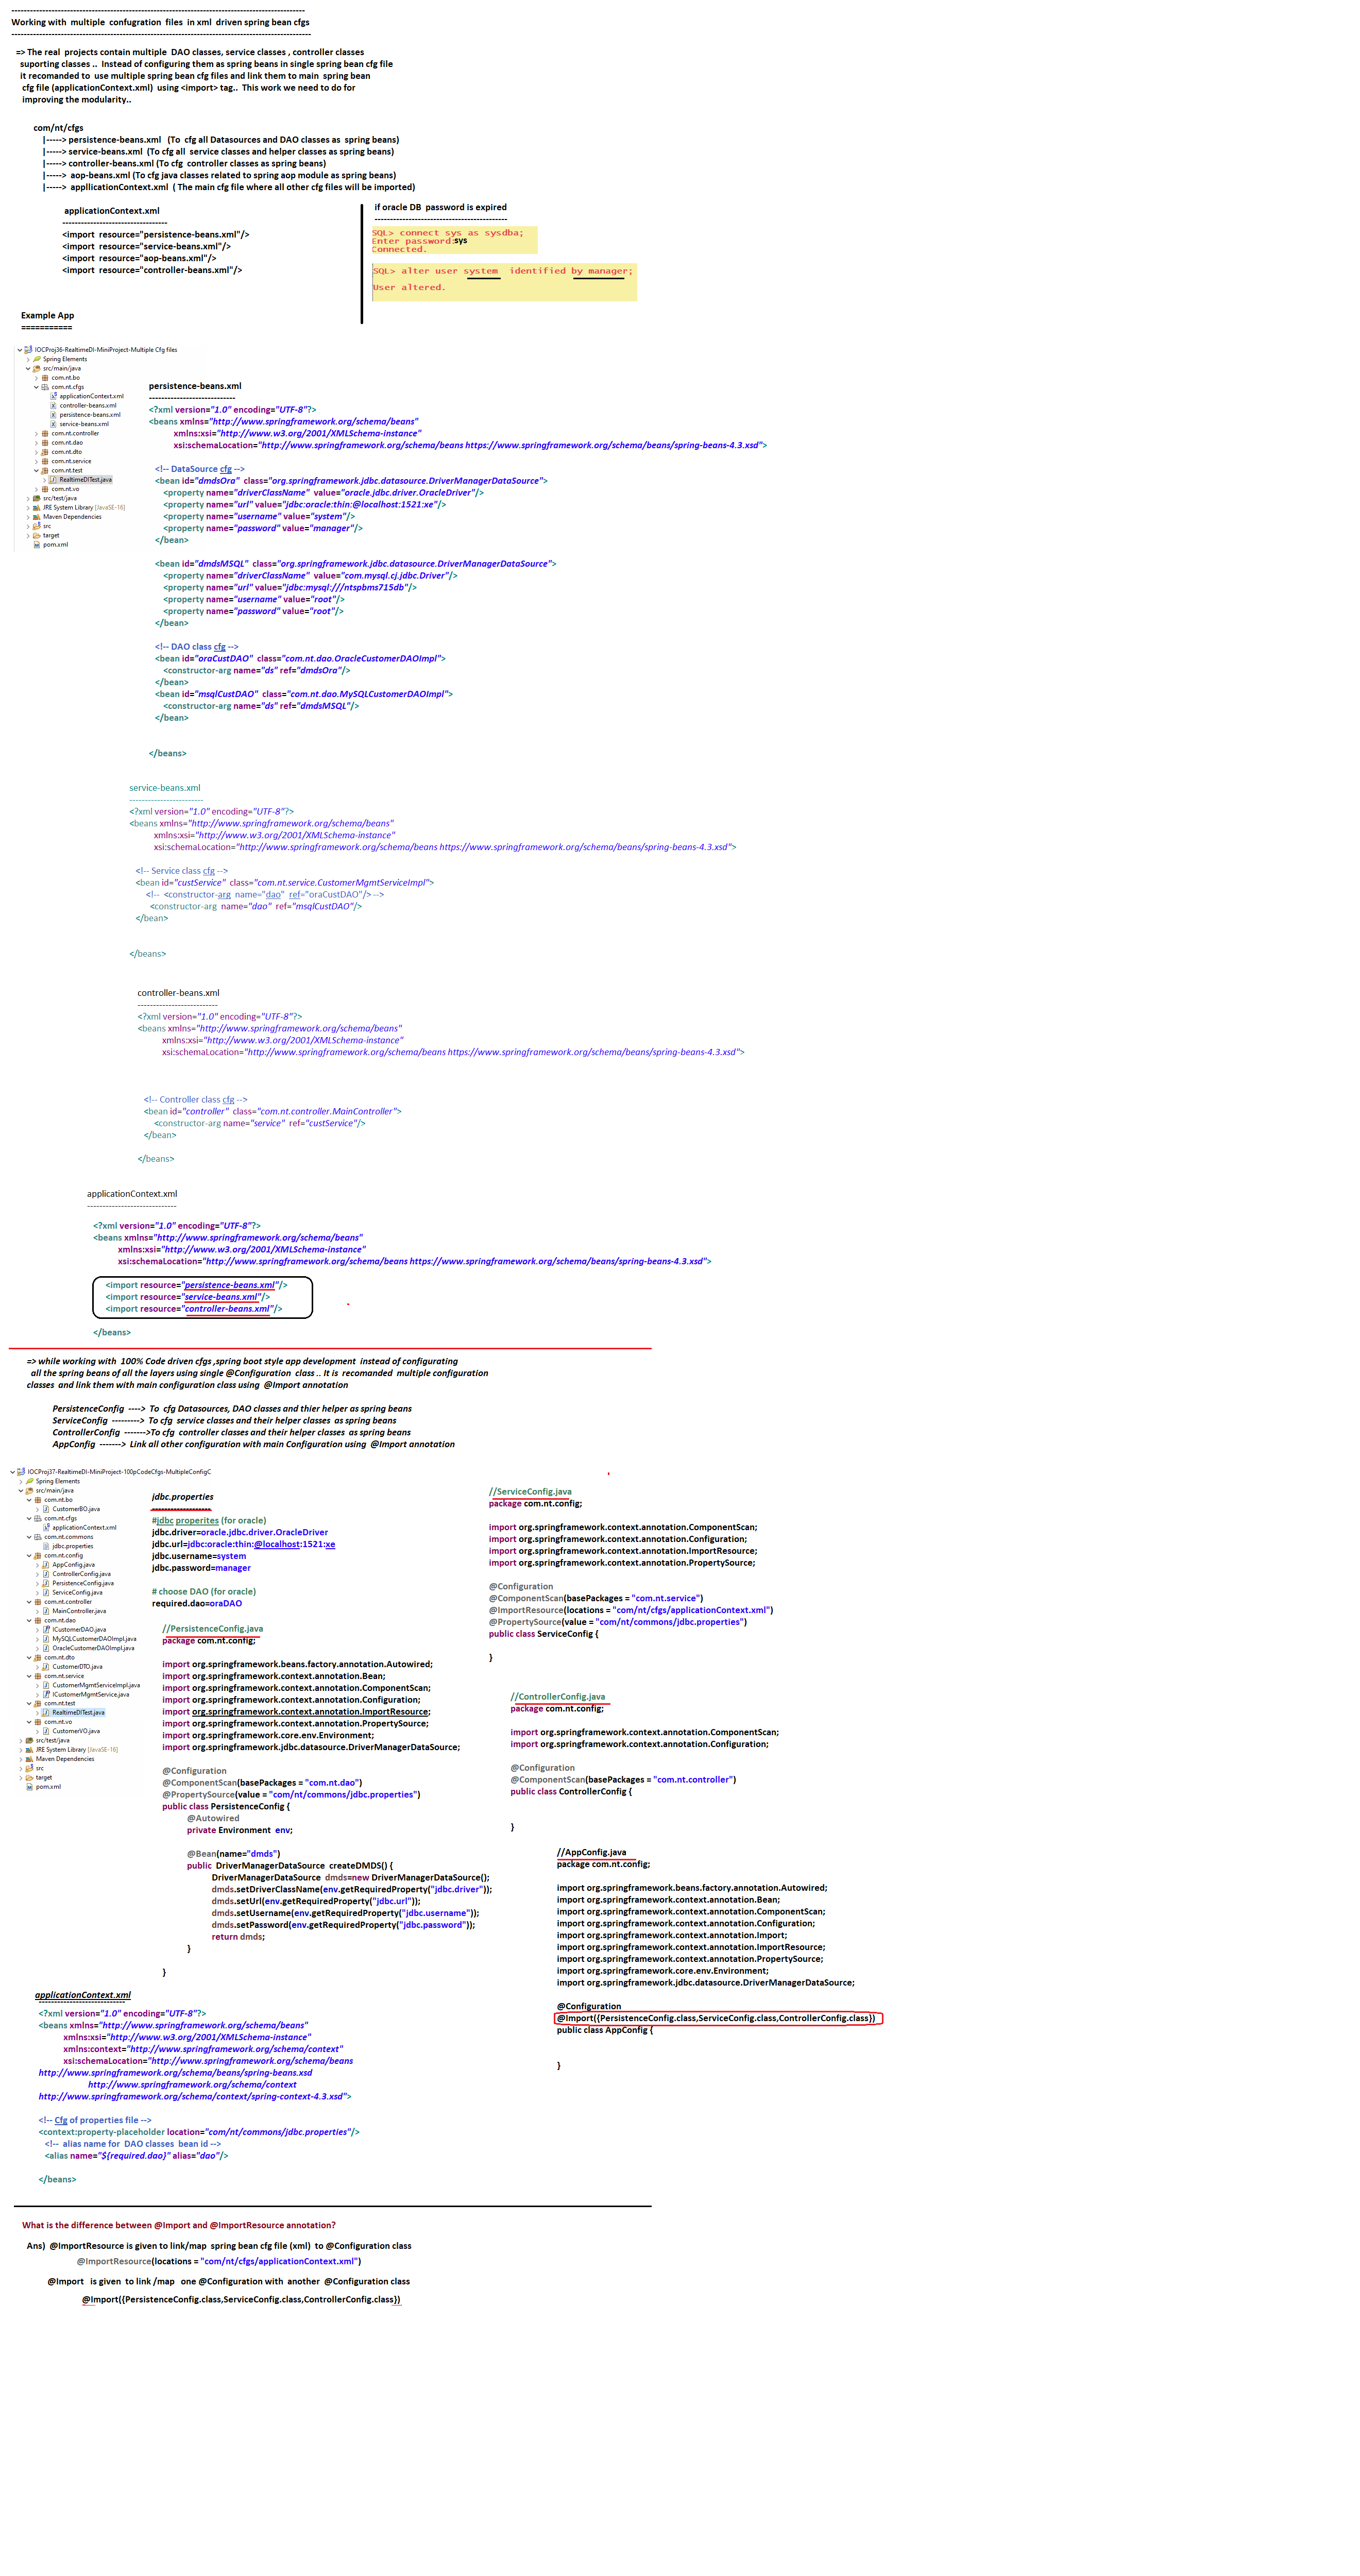 -----------------------------------------------------------------------------------------------
Working with multiple confugration files in xml driven spring bean cfgs
-------------------------------------------------------------------------------------------------
=> The real projects contain multiple DAO classes, service classes , controller classes
suporting classes .. Instead of configuring them as spring beans in single spring bean cfg file
it recomanded to use multiple spring bean cfg files and link them to main spring bean
cfg file (applicationContext.xml) using <import> tag.. This work we need to do for
improving the modularity..
com/nt/cfgs
|-----> persistence-beans.xml (To cfg all Datasources and DAO classes as spring beans)
|-----> service-beans.xml (To cfg all service classes and helper classes as spring beans)
|-----> controller-beans.xml (To cfg controller classes as spring beans)
|-----> aop-beans.xml (To cfg java classes related to spring aop module as spring beans)
|-----> appllicationContext.xml ( The main cfg file where all other cfg files will be imported)
applicationContext.xml
----------------------------------
<import resource="persistence-beans.xml"/>
<import resource="service-beans.xml"/>
<import resource="aop-beans.xml"/>
<import resource="controller-beans.xml"/>
if oracle DB password is expired
-------------------------------------------
SQL> connect sys as sysdba;
Enter password:sys
Connected.
SQL> alter user system identified by manager;
User altered.
Example App
===========
IOCProj36-RealtimeDI-MiniProject-Multiple Cfg files
Spring Elements
src/main/java
com.nt.bo
com.nt.cfgs
applicationContext.xml
controller-beans.xml
persistence-beans.xml
service-beans.xml
com.nt.controller
com.nt.dao
com.nt.dto
com.nt.service
com.nt.test
RealtimeDITest.java
com.nt.vo
src/test/java
JRE System Library [JavaSE-16]
Maven Dependencies
src
target
pom.xml
persistence-beans.xml
----------------------------
<?xml version="1.0" encoding="UTF-8"?>
<beans xmlns="http://www.springframework.org/schema/beans"
xmlns:xsi="http://www.w3.org/2001/XMLSchema-instance"
xsi:schemaLocation="http://www.springframework.org/schema/beans https://www.springframework.org/schema/beans/spring-beans-4.3.xsd">
<!-- DataSource cfg -->
<bean id="dmdsOra" class="org.springframework.jdbc.datasource.DriverManagerDataSource">
<property name="driverClassName" value="oracle.jdbc.driver.OracleDriver"/>
<property name="url" value="jdbc:oracle:thin:@localhost:1521:xe"/>
<property name="username" value="system"/>
<property name="password" value="manager"/>
</bean>
<bean id="dmdsMSQL" class="org.springframework.jdbc.datasource.DriverManagerDataSource">
<property name="driverClassName" value="com.mysql.cj.jdbc.Driver"/>
<property name="url" value="jdbc:mysql:///ntspbms715db"/>
<property name="username" value="root"/>
<property name="password" value="root"/>
</bean>
<!-- DAO class cfg -->
<bean id="oraCustDAO" class="com.nt.dao.OracleCustomerDAOImpl">
<constructor-arg name="ds" ref="dmdsOra"/>
</bean>
<bean id="msqlCustDAO" class="com.nt.dao.MySQLCustomerDAOImpl">
<constructor-arg name="ds" ref="dmdsMSQL"/>
</bean>
</beans>
service-beans.xml
------------------------
<?xml version="1.0" encoding="UTF-8"?>
<beans xmlns="http://www.springframework.org/schema/beans"
xmlns:xsi="http://www.w3.org/2001/XMLSchema-instance"
xsi:schemaLocation="http://www.springframework.org/schema/beans https://www.springframework.org/schema/beans/spring-beans-4.3.xsd">
<!-- Service class cfg -->
<bean id="custService" class="com.nt.service.CustomerMgmtServiceImpl">
<!-- <constructor-arg name="dao" ref="oraCustDAO"/> -->
<constructor-arg name="dao" ref="msqlCustDAO"/>
</bean>
</beans>
controller-beans.xml
--------------------------
<?xml version="1.0" encoding="UTF-8"?>
<beans xmlns="http://www.springframework.org/schema/beans"
xmlns:xsi="http://www.w3.org/2001/XMLSchema-instance"
xsi:schemaLocation="http://www.springframework.org/schema/beans https://www.springframework.org/schema/beans/spring-beans-4.3.xsd">
<!-- Controller class cfg -->
<bean id="controller" class="com.nt.controller.MainController">
<constructor-arg name="service" ref="custService"/>
</bean>
</beans>
applicationContext.xml
-----------------------------
<?xml version="1.0" encoding="UTF-8"?>
<beans xmlns="http://www.springframework.org/schema/beans"
xmlns:xsi="http://www.w3.org/2001/XMLSchema-instance"
xsi:schemaLocation="http://www.springframework.org/schema/beans https://www.springframework.org/schema/beans/spring-beans-4.3.xsd">
<import resource="persistence-beans.xml"/>
<import resource="service-beans.xml"/>
<import resource="controller-beans.xml"/>
</beans>
=> while working with 100% Code driven cfgs ,spring boot style app development instead of configurating
all the spring beans of all the layers using single @Configuration class .. It is recomanded multiple configuration
classes and link them with main configuration class using @Import annotation
PersistenceConfig ----> To cfg Datasources, DAO classes and thier helper as spring beans
ServiceConfig ---------> To cfg service classes and their helper classes as spring beans
ControllerConfig ------->To cfg controller classes and their helper classes as spring beans
AppConfig -------> Link all other configuration with main Configuration using @Import annotation
IOCProj37-RealtimeDI-MiniProject-100pCodeCfgs-MultipleConfigC
Spring Elements
src/main/java
com.nt.bo
CustomerBO.java
com.nt.cfgs
applicationContext.xml
com.nt.commons
jdbc.properties
com.nt.config
AppConfig.java
ControllerConfig.java
PersistenceConfig.java
ServiceConfig.java
com.nt.controller
MainController.java
com.nt.dao
ICustomerDAO.java
MySQLCustomerDAOImpl.java
OracleCustomerDAOImpl.java
com.nt.dto
CustomerDTO.java
com.nt.service
CustomerMgmtServiceImpl.java
ICustomerMgmtService.java
com.nt.test
RealtimeDITest.java
com.nt.vo
CustomerVO.java
src/test/java
JRE System Library [JavaSE-16]
Maven Dependencies
src
target
pom.xml
jdbc.properties
-------------------
#jdbc properites (for oracle)
jdbc.driver=oracle.jdbc.driver.OracleDriver
jdbc.url=jdbc:oracle:thin:@localhost:1521:xe
jdbc.username=system
jdbc.password=manager
# choose DAO (for oracle)
required.dao=oraDAO
//PersistenceConfig.java
package com.nt.config;
import org.springframework.beans.factory.annotation.Autowired;
import org.springframework.context.annotation.Bean;
import org.springframework.context.annotation.ComponentScan;
import org.springframework.context.annotation.Configuration;
import org.springframework.context.annotation.ImportResource;
import org.springframework.context.annotation.PropertySource;
import org.springframework.core.env.Environment;
import org.springframework.jdbc.datasource.DriverManagerDataSource;
@Configuration
@ComponentScan(basePackages = "com.nt.dao")
@PropertySource(value = "com/nt/commons/jdbc.properties")
public class PersistenceConfig {
@Autowired
private Environment env;
@Bean(name="dmds")
public DriverManagerDataSource createDMDS() {
DriverManagerDataSource dmds=new DriverManagerDataSource();
dmds.setDriverClassName(env.getRequiredProperty("jdbc.driver"));
dmds.setUrl(env.getRequiredProperty("jdbc.url"));
dmds.setUsername(env.getRequiredProperty("jdbc.username"));
dmds.setPassword(env.getRequiredProperty("jdbc.password"));
return dmds;
}
}
//ServiceConfig.java
package com.nt.config;
import org.springframework.context.annotation.ComponentScan;
import org.springframework.context.annotation.Configuration;
import org.springframework.context.annotation.ImportResource;
import org.springframework.context.annotation.PropertySource;
@Configuration
@ComponentScan(basePackages = "com.nt.service")
@ImportResource(locations = "com/nt/cfgs/applicationContext.xml")
@PropertySource(value = "com/nt/commons/jdbc.properties")
public class ServiceConfig {
}
//ControllerConfig.java
package com.nt.config;
import org.springframework.context.annotation.ComponentScan;
import org.springframework.context.annotation.Configuration;
@Configuration
@ComponentScan(basePackages = "com.nt.controller")
public class ControllerConfig {
}
//AppConfig.java
package com.nt.config;
import org.springframework.beans.factory.annotation.Autowired;
import org.springframework.context.annotation.Bean;
import org.springframework.context.annotation.ComponentScan;
import org.springframework.context.annotation.Configuration;
import org.springframework.context.annotation.Import;
import org.springframework.context.annotation.ImportResource;
import org.springframework.context.annotation.PropertySource;
import org.springframework.core.env.Environment;
import org.springframework.jdbc.datasource.DriverManagerDataSource;
@Configuration
@Import({PersistenceConfig.class,ServiceConfig.class,ControllerConfig.class})
public class AppConfig {
}
applicationContext.xml
----------------------------
<?xml version="1.0" encoding="UTF-8"?>
<beans xmlns="http://www.springframework.org/schema/beans"
xmlns:xsi="http://www.w3.org/2001/XMLSchema-instance"
xmlns:context="http://www.springframework.org/schema/context"
xsi:schemaLocation="http://www.springframework.org/schema/beans
http://www.springframework.org/schema/beans/spring-beans.xsd
http://www.springframework.org/schema/context
http://www.springframework.org/schema/context/spring-context-4.3.xsd">
<!-- Cfg of properties file -->
<context:property-placeholder location="com/nt/commons/jdbc.properties"/>
<!-- alias name for DAO classes bean id -->
<alias name="${required.dao}" alias="dao"/>
</beans>
What is the difference between @Import and @ImportResource annotation?
Ans) @ImportResource is given to link/map spring bean cfg file (xml) to @Configuration class
@ImportResource(locations = "com/nt/cfgs/applicationContext.xml")
@Import is given to link /map one @Configuration with another @Configuration class
@Import({PersistenceConfig.class,ServiceConfig.class,ControllerConfig.class})